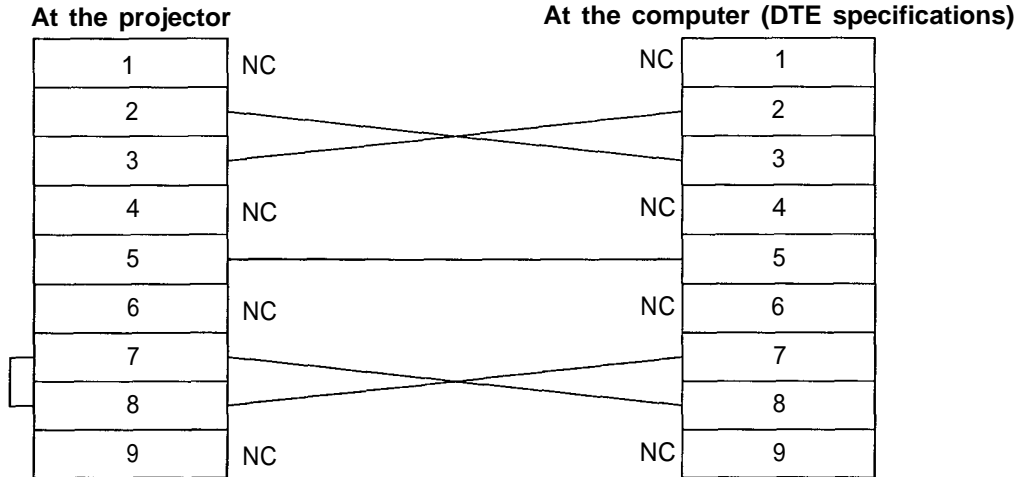 At the projector At the computer (DTE specifications)
1 NC NC 1
2 2
3 3
4 NC NC 4
5 5
6 NC NC 6
7 7
8 8
9 NC NC 9